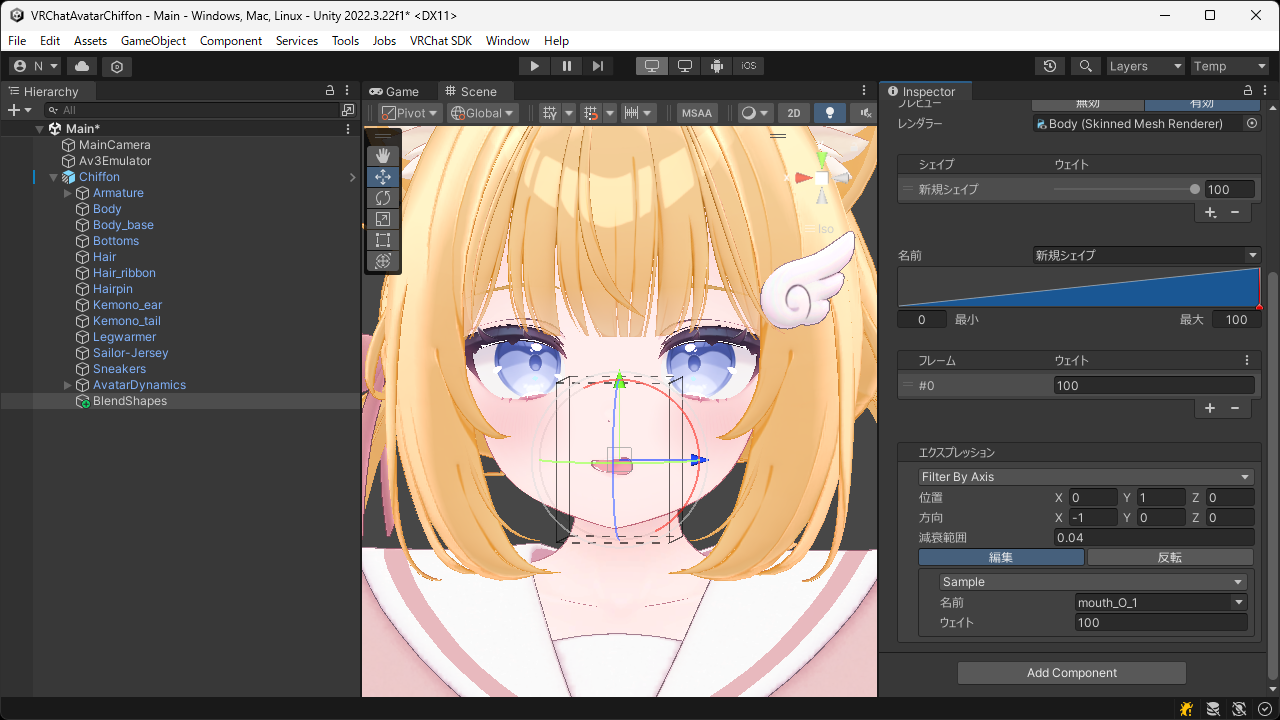 VRChatAvatarChiffon - Main - Windows, Mac, Linux - Unity 2022.3.22f1* <DX11>
File Edit Assets GameObject Component Services Tools Jobs VRChat SDK Window Help
N
iOS
Layers
Temp
Hierarchy
All
Main*
MainCamera
Av3Emulator
Chiffon
Armature
Body
Body_base
Bottoms
Hair
Hair_ribbon
Hairpin
Kemono_ear
Kemono_tail
Legwarmer
Sailor-Jersey
Sneakers
AvatarDynamics
BlendShapes
Game
Scene
Pivot
Global
MSAA
2D
Iso
Inspector
プレビュー 無効 有効
レンダラー Body (Skinned Mesh Renderer)
シェイプ ウェイト
新規シェイプ 100
名前 新規シェイプ
0 最小 最大 100
フレーム ウェイト
#0 100
エクスプレッション
Filter By Axis
位置 X 0 Y 1 Z 0
方向 X -1 Y 0 Z 0
減衰範囲 0.04
編集 反転
Sample
名前 mouth_O_1
ウェイト 100
Add Component